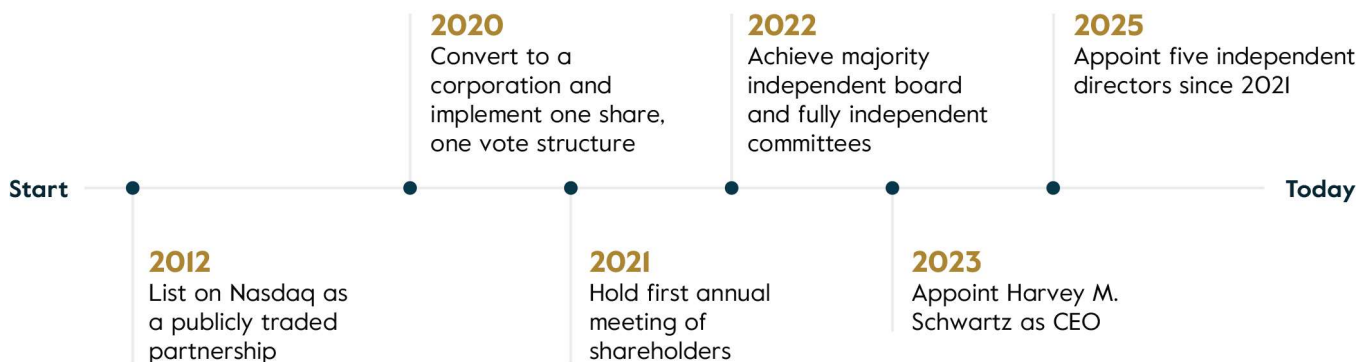 2020
Convert to a
corporation and
implement one share,
one vote structure
2022
Achieve majority
independent board
and fully independent
committees
2025
Appoint five independent
directors since 2021
Start
Today
2012
List on Nasdaq as
a publicly traded
partnership
2021
Hold first annual
meeting of
shareholders
2023
Appoint Harvey M.
Schwartz as CEO